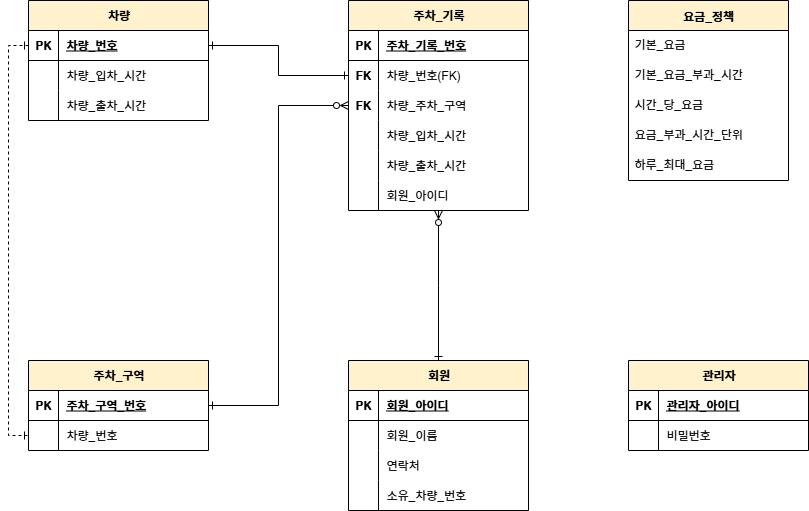 차량
PK 차량_번호
차량_입차_시간
차량_출차_시간
주차_기록
PK 주차_기록_번호
FK 차량_번호(FK)
FK 차량_주차_구역
차량_입차_시간
차량_출차_시간
회원_아이디
요금_정책
기본_요금
기본_요금_부과_시간
시간_당_요금
요금_부과_시간_단위
하루_최대_요금
주차_구역
PK 주차_구역_번호
차량_번호
회원
PK 회원_아이디
회원_이름
연락처
소유_차량_번호
관리자
PK 관리자_아이디
비밀번호